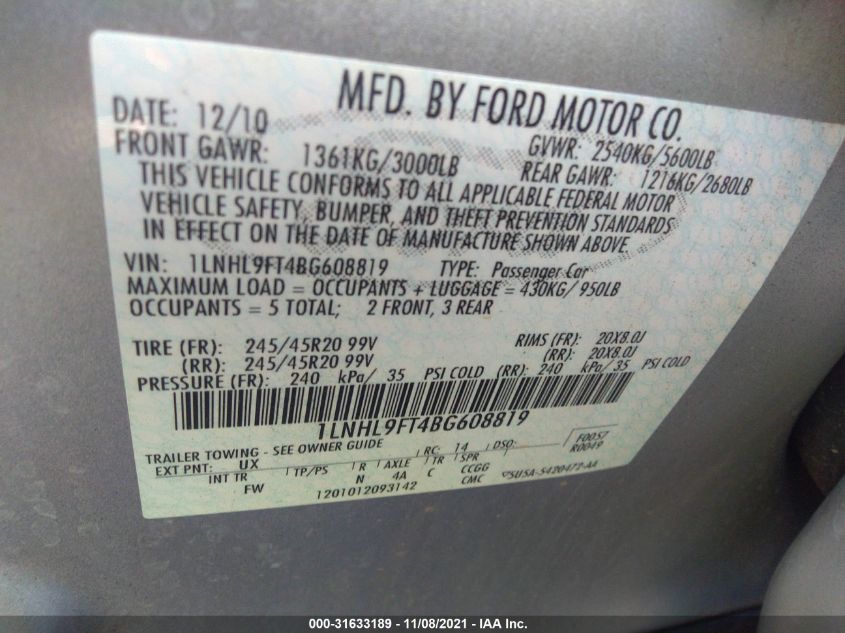 MFD. BY FORD MOTOR CO.
DATE: 12/10 GVWR: 2540KG/5600LB
FRONT GAWR: 1361KG/3000LB REAR GAWR: 1216KG/2680LB
THIS VEHICLE CONFORMS TO ALL APPLICABLE FEDERAL MOTOR
VEHICLE SAFETY, BUMPER, AND THEFT PREVENTION STANDARDS
IN EFFECT ON THE DATE OF MANUFACTURE SHOWN ABOVE.
VIN: 1LNHL9FT4BG608819 TYPE: Passenger Car
MAXIMUM LOAD = OCCUPANTS + LUGGAGE = 430KG/ 950LB
OCCUPANTS = 5 TOTAL; 2 FRONT, 3 REAR
TIRE (FR): 245/45R20 99V RIMS (FR): 20X8.0J
(RR): 245/45R20 99V (RR): 20X8.0J
PRESSURE (FR): 240 kPa/ 35 PSI COLD (RR): 240 kPa/ 35 PSI COLD
1LNHL9FT4BG608819
TRAILER TOWING - SEE OWNER GUIDE
EXT PNT: UX RC: 14 DSO: F0057
R0049
INT TR TP/PS R AXLE TR SPR
FW N 4A C CCGG
CMC
1201012093142 5U5A-5420472-AA
000-31633189 - 11/08/2021 - IAA Inc.